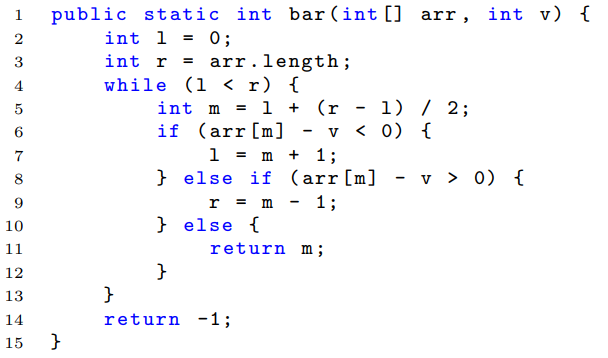 1 public static int bar(int[] arr, int v) {
2 int l = 0;
3 int r = arr.length;
4 while (l < r) {
5 int m = l + (r - l) / 2;
6 if (arr[m] - v < 0) {
7 l = m + 1;
8 } else if (arr[m] - v > 0) {
9 r = m - 1;
10 } else {
11 return m;
12 }
13 }
14 return -1;
15 }